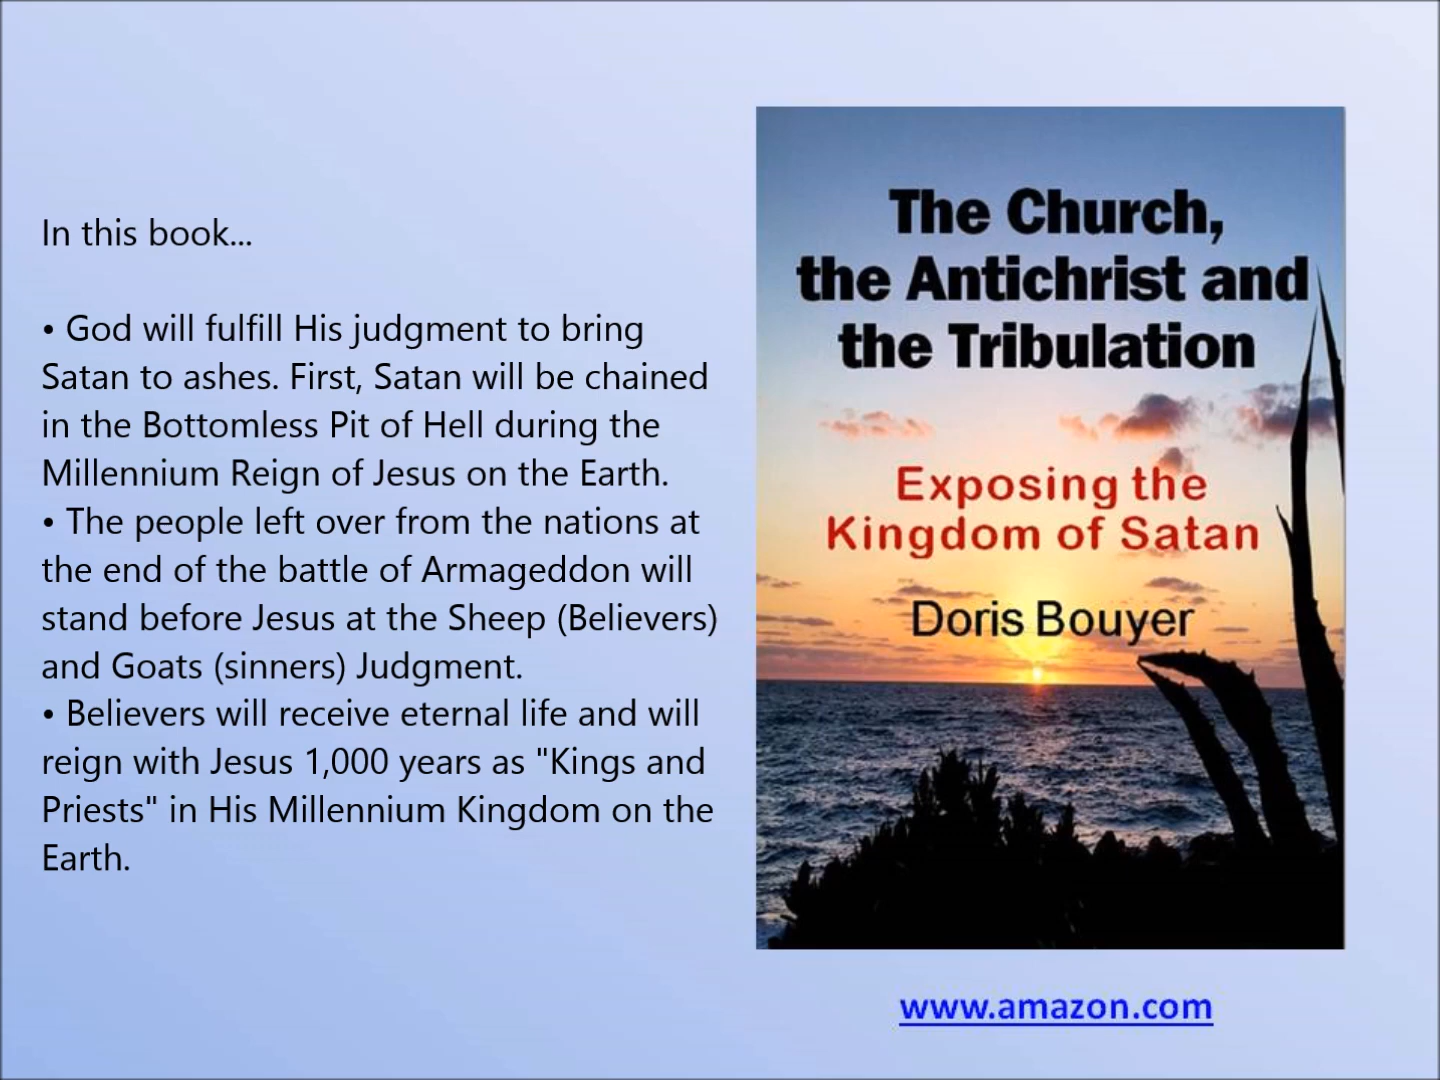 In this book...
• God will fulfill His judgment to bring
Satan to ashes. First, Satan will be chained
in the Bottomless Pit of Hell during the
Millennium Reign of Jesus on the Earth.
• The people left over from the nations at
the end of the battle of Armageddon will
stand before Jesus at the Sheep (Believers)
and Goats (sinners) Judgment.
• Believers will receive eternal life and will
reign with Jesus 1,000 years as "Kings and
Priests" in His Millennium Kingdom on the
Earth.
The Church,
the Antichrist and
the Tribulation
Exposing the
Kingdom of Satan
Doris Bouyer
www.amazon.com